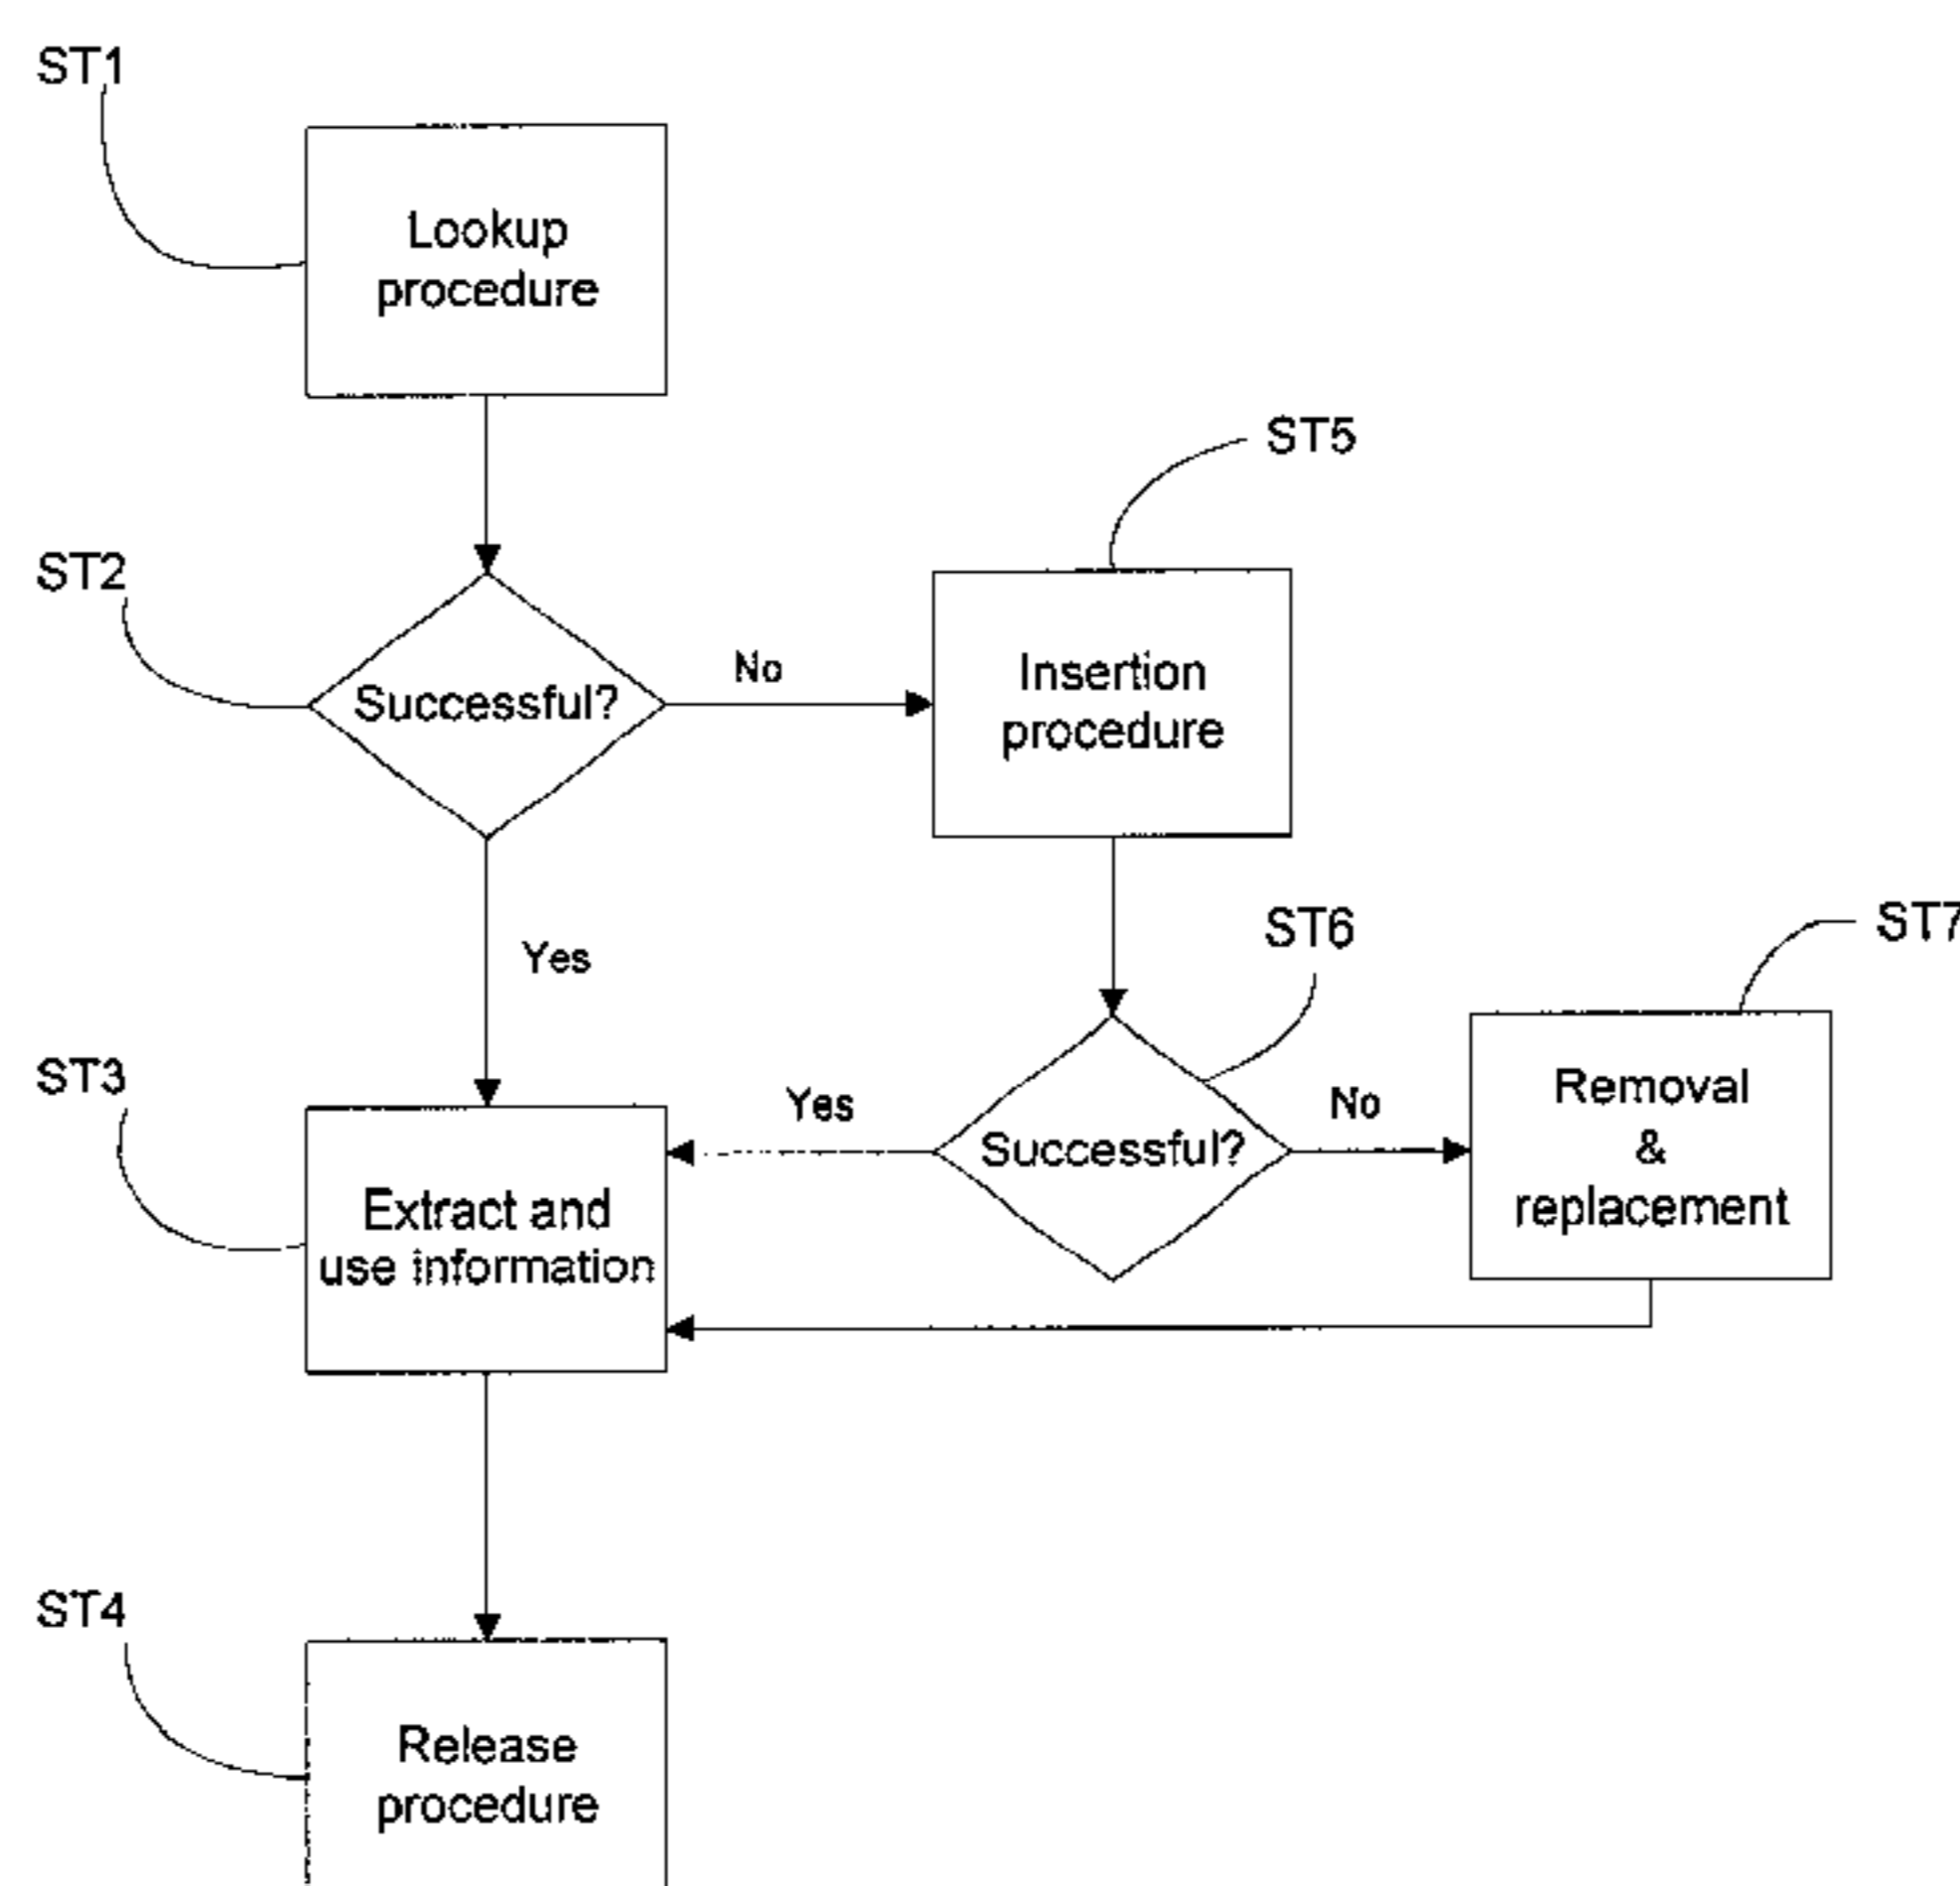 ST1
Lookup
procedure
ST5
ST2
Successful?
No
Insertion
procedure
Yes
ST6
ST7
ST3
Yes
Successful?
No
Removal
&
replacement
Extract and
use information
ST4
Release
procedure